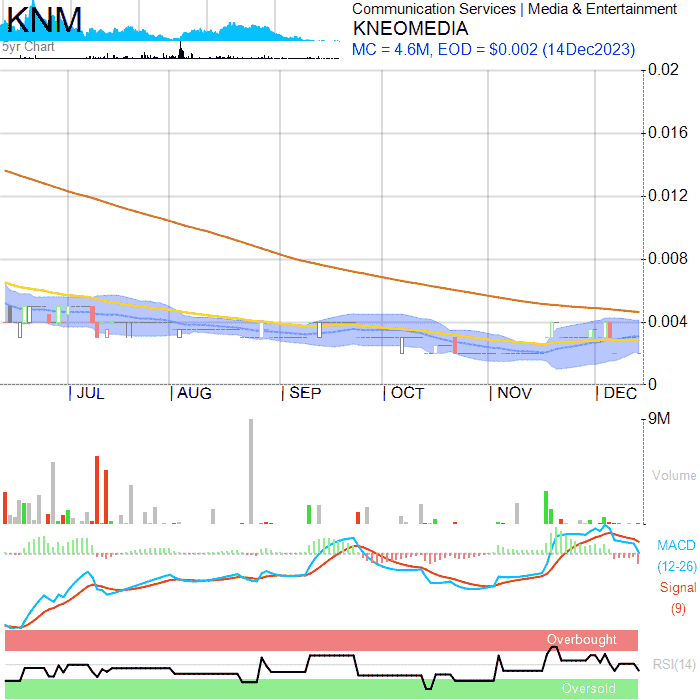 KNM
5yr Chart
Communication Services | Media & Entertainment
KNEOMEDIA
MC = 4.6M, EOD = $0.002 (14Dec2023)
0.02
0.016
0.012
0.008
0.004
0
JUL AUG SEP OCT NOV DEC
9M
Volume
MACD
(12-26)
Signal
(9)
Overbought
RSI(14)
Oversold